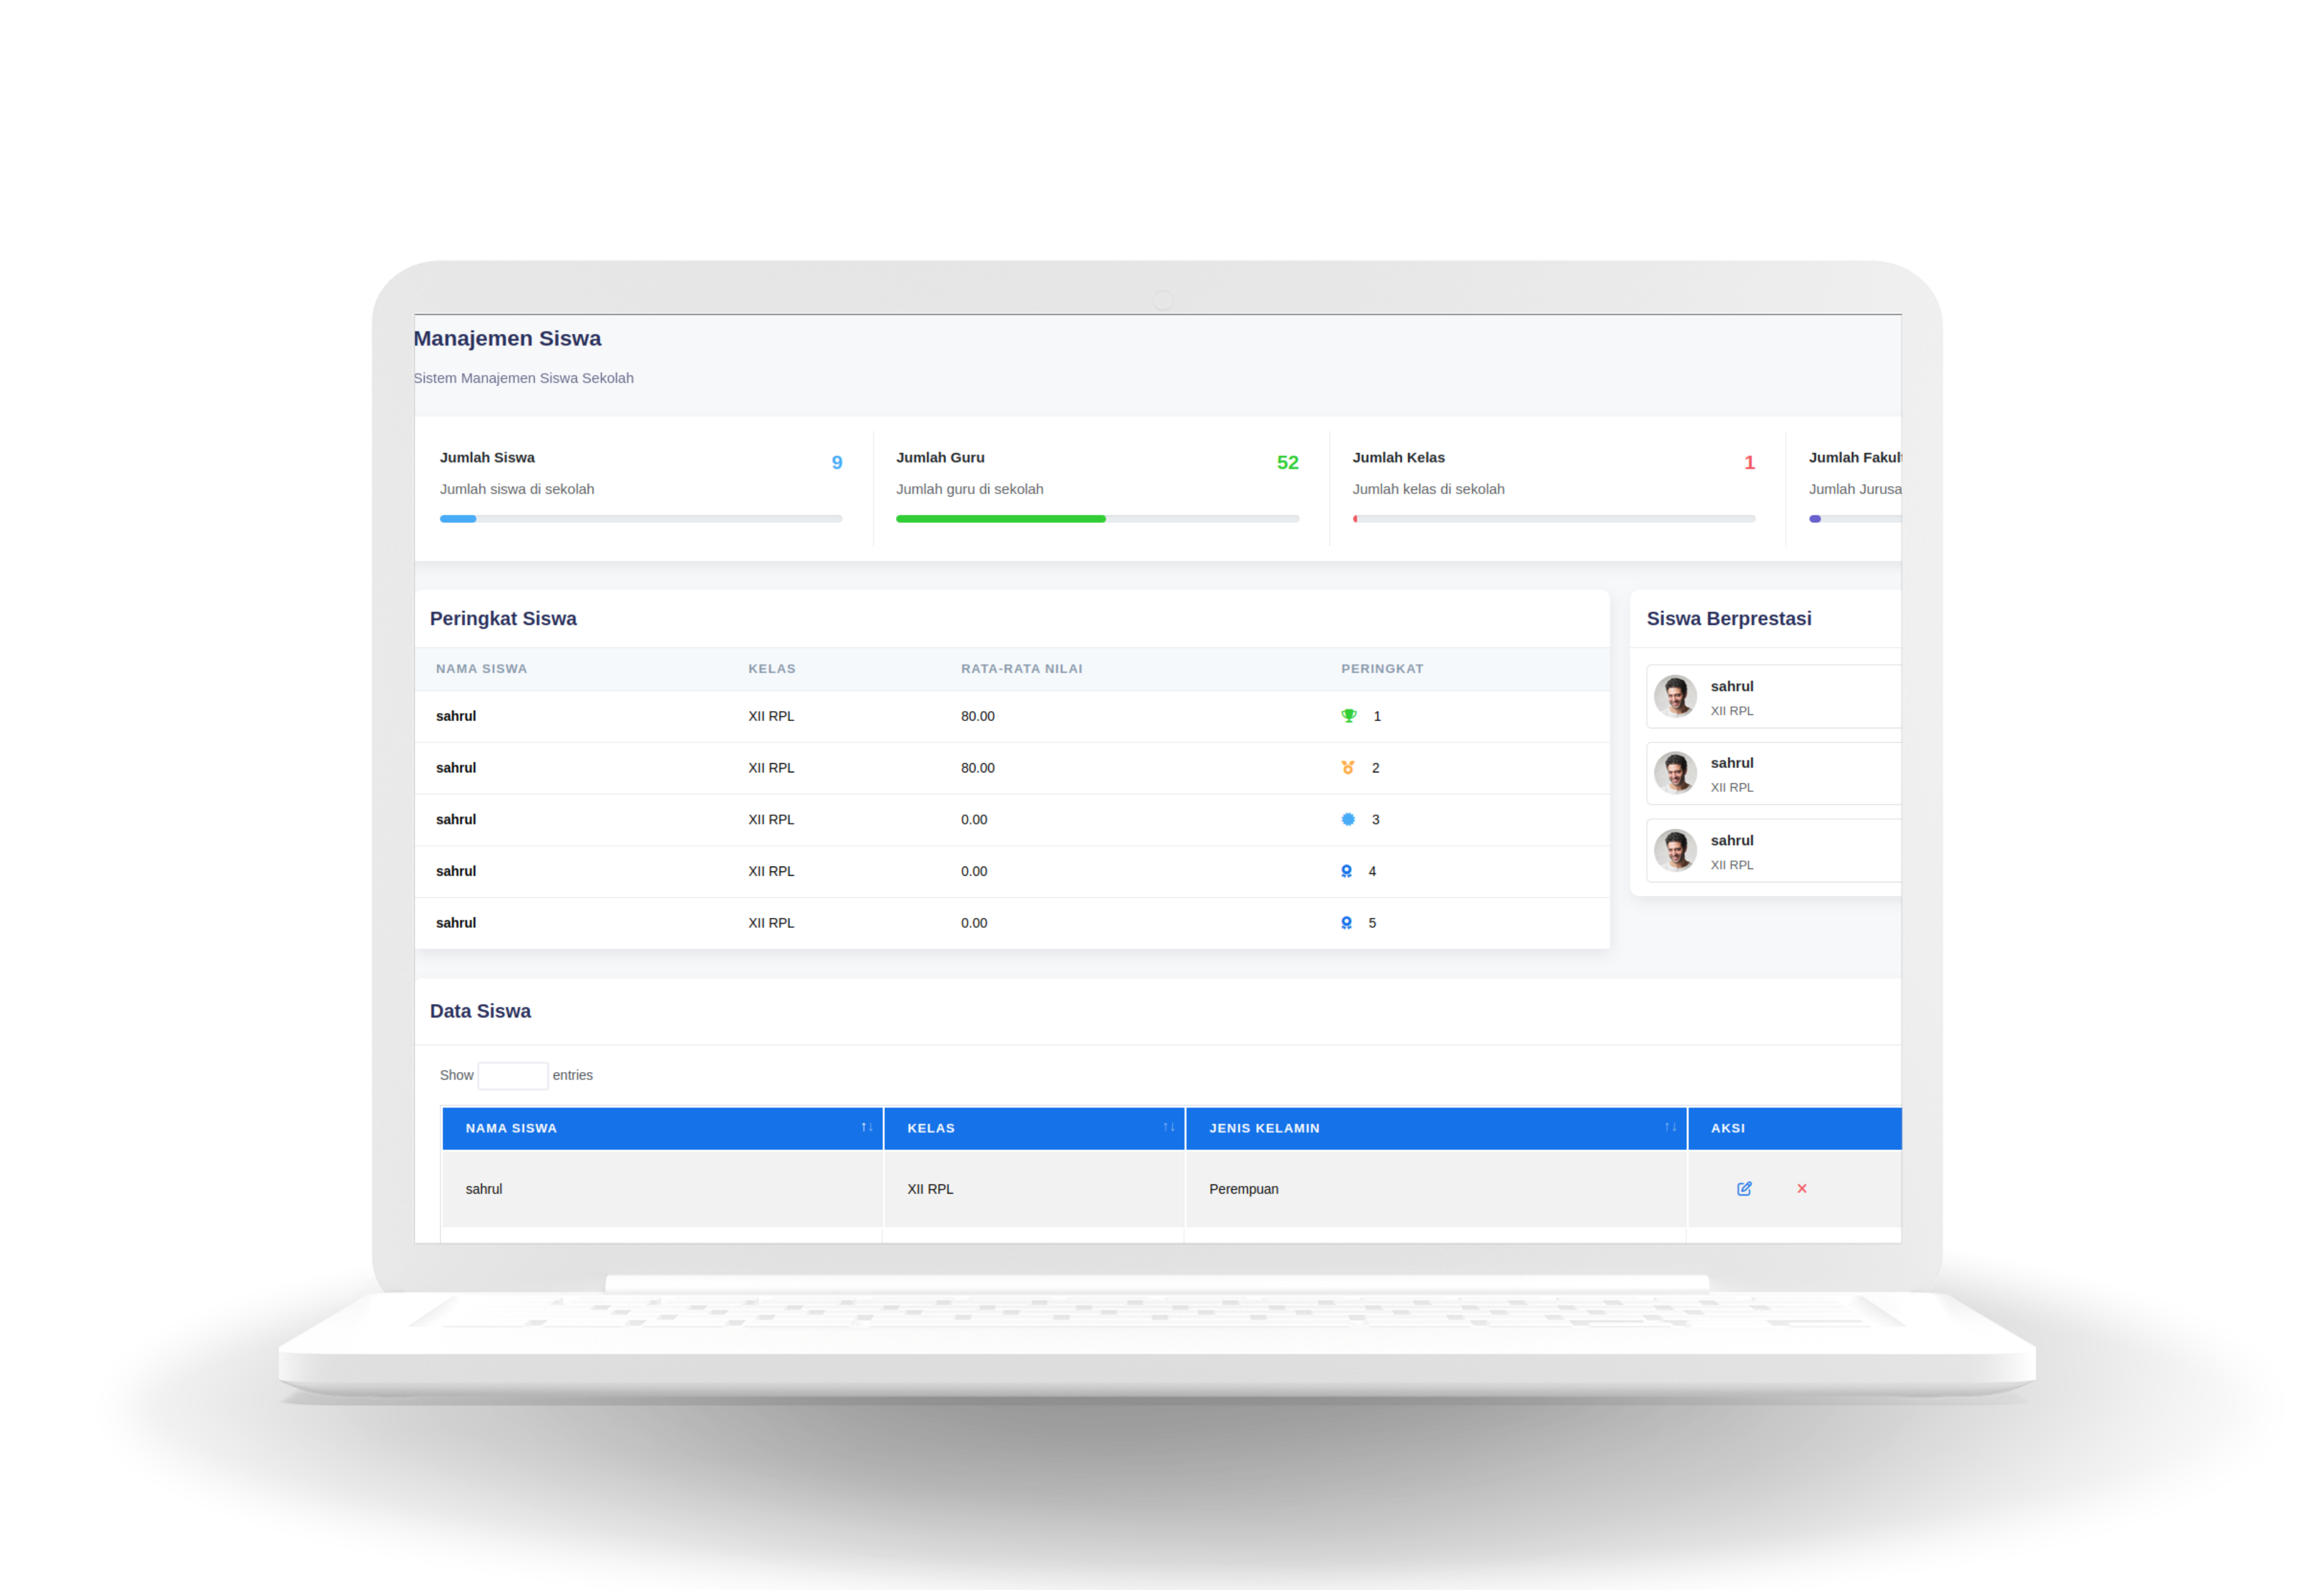 Manajemen Siswa
Sistem Manajemen Siswa Sekolah
Jumlah Siswa 9
Jumlah siswa di sekolah
Jumlah Guru 52
Jumlah guru di sekolah
Jumlah Kelas 1
Jumlah kelas di sekolah
Jumlah
Jumlah
Peringkat Siswa
NAMA SISWA KELAS RATA-RATA NILAI PERINGKAT
sahrul XII RPL 80.00 1
sahrul XII RPL 80.00 2
sahrul XII RPL 0.00 3
sahrul XII RPL 0.00 4
sahrul XII RPL 0.00 5
Siswa Berprestasi
sahrul
XII RPL
sahrul
XII RPL
sahrul
XII RPL
Data Siswa
Show entries
NAMA SISWA KELAS JENIS KELAMIN AKSI
sahrul XII RPL Perempuan